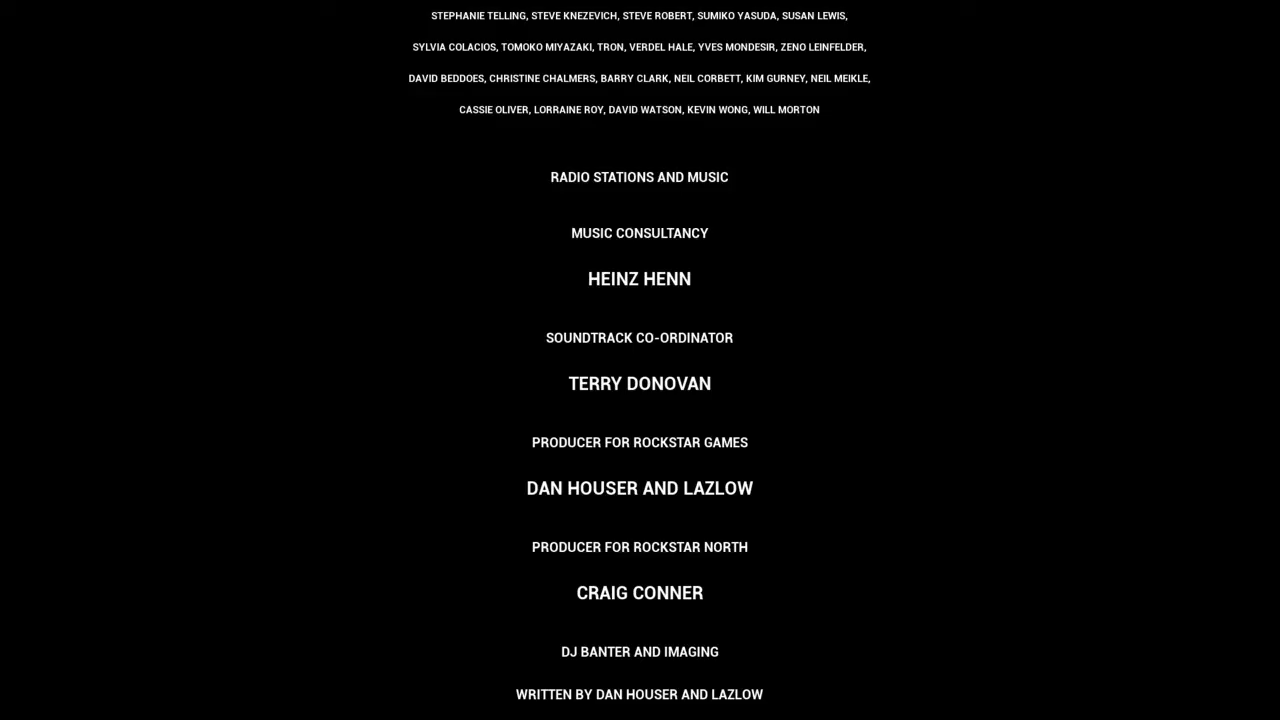 STEPHANIE TELLING, STEVE KNEZEVICH, STEVE ROBERT, SUMIKO YASUDA, SUSAN LEWIS,
SYLVIA COLACIOS, TOMOKO MIYAZAKI, TRON, VERDEL HALE, YVES MONDESIR, ZENO LEINFELDER,
DAVID BEDDOES, CHRISTINE CHALMERS, BARRY CLARK, NEIL CORBETT, KIM GURNEY, NEIL MEIKLE,
CASSIE OLIVER, LORRAINE ROY, DAVID WATSON, KEVIN WONG, WILL MORTON
RADIO STATIONS AND MUSIC
MUSIC CONSULTANCY
HEINZ HENN
SOUNDTRACK CO-ORDINATOR
TERRY DONOVAN
PRODUCER FOR ROCKSTAR GAMES
DAN HOUSER AND LAZLOW
PRODUCER FOR ROCKSTAR NORTH
CRAIG CONNER
DJ BANTER AND IMAGING
WRITTEN BY DAN HOUSER AND LAZLOW